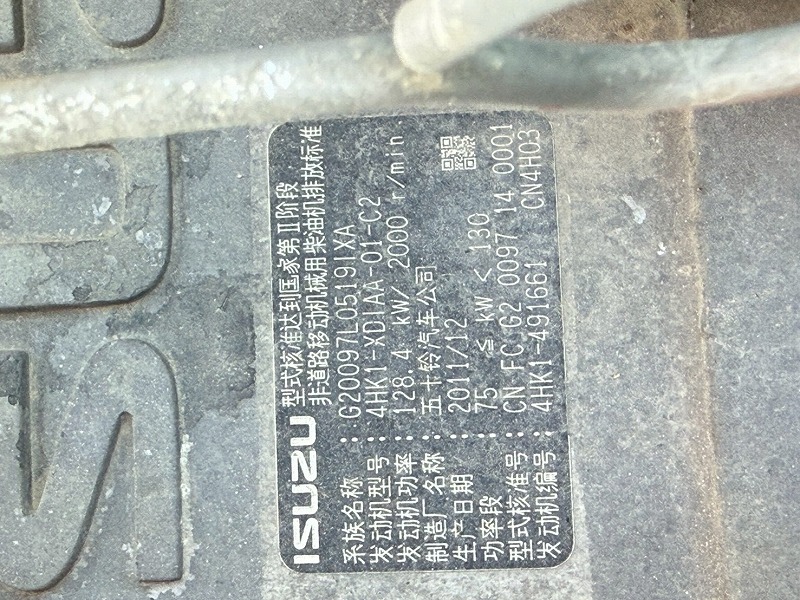 ISUZU
型式核准达到国家第Ⅱ阶段
非道路移动机械用柴油机排放标准
系族名称 : G20097L05191XA
发动机型号 : 4HK1-XDIAA-01-C2
发动机功率 : 128.4 kW/ 2000 r/min
制造厂名称 : 五十铃汽车公司
生产日期 : 2011/12
功率段 : 75 ≤ kW < 130
型式核准号 : CN FC G2 0097 14 0001
发动机编号 : 4HK1-491661 CN4H03